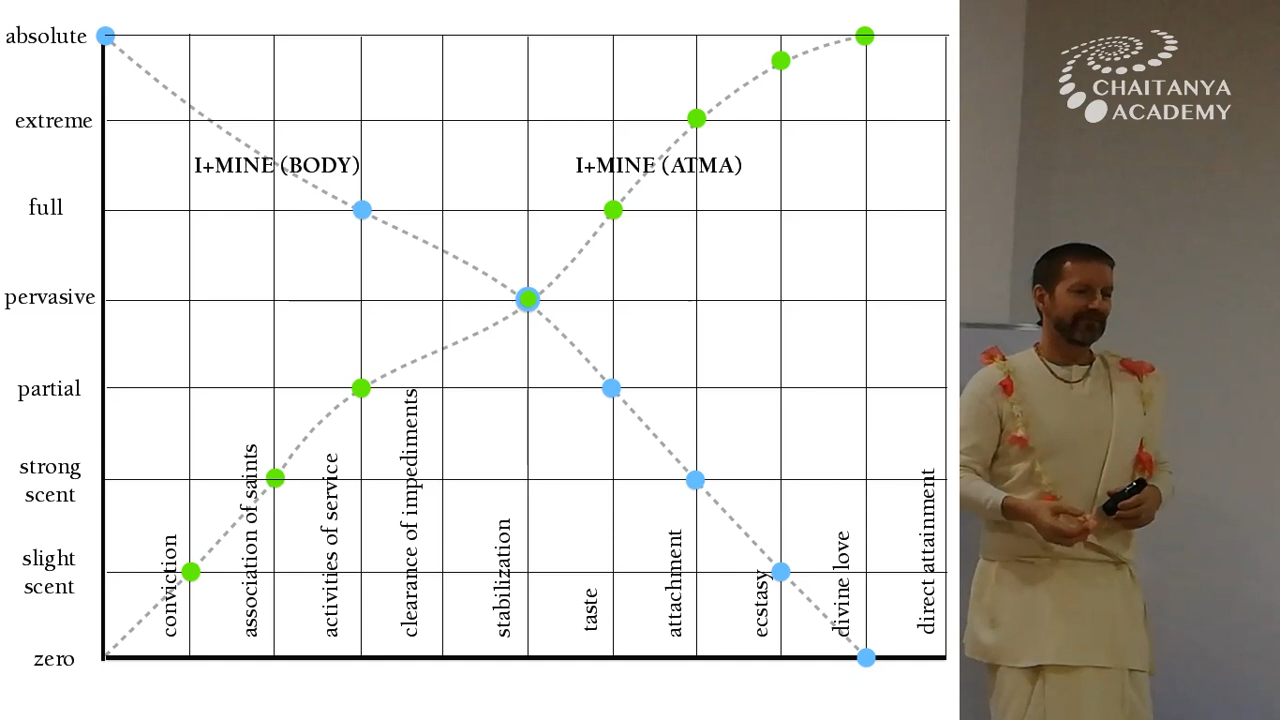 absolute
extreme
full
pervasive
partial
strong
scent
slight
scent
zero
I+MINE (BODY)
I+MINE (ATMA)
conviction
association of saints
activities of service
clearance of impediments
stabilization
taste
attachment
ecstasy
divine love
direct attainment
CHAITANYA
ACADEMY